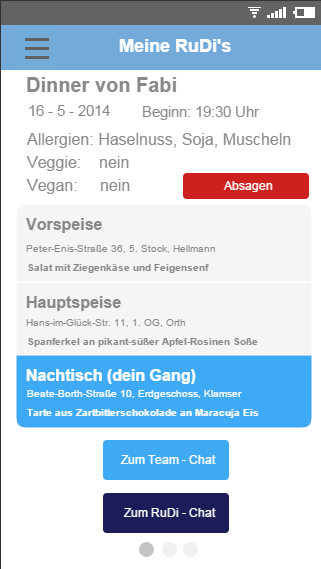 Meine RuDi's
Dinner von Fabi
16 - 5 - 2014 Beginn: 19:30 Uhr
Allergien: Haselnuss, Soja, Muscheln
Veggie: nein
Vegan: nein Absagen
Vorspeise
Peter-Enis-Straße 36, 5. Stock, Hellmann
Salat mit Ziegenkäse und Feigensenf
Hauptspeise
Hans-im-Glück-Str. 11, 1. OG, Orth
Spanferkel an pikant-süßer Apfel-Rosinen Soße
Nachtisch (dein Gang)
Beate-Borth-Straße 10, Erdgeschoss, Klamser
Tarte aus Zartbitterschokolade an Maracuja Eis
Zum Team - Chat
Zum RuDi - Chat